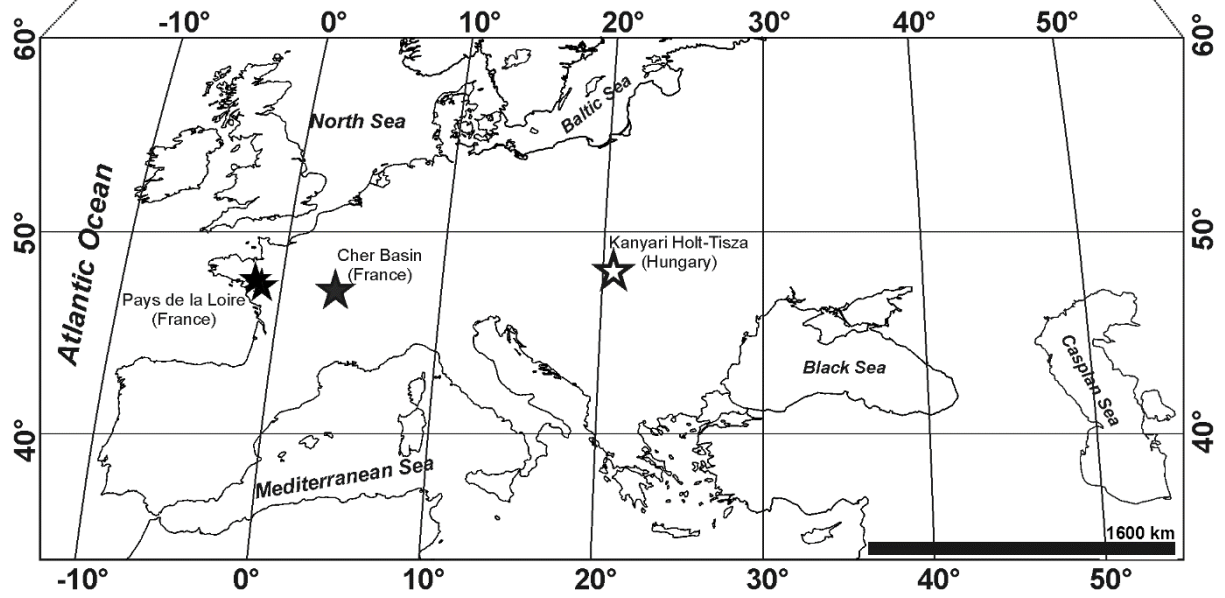 -10° 0° 10° 20° 30° 40° 50°
60° 60°
North Sea
Baltic Sea
Atlantic Ocean
50° 50°
Kanyari Holt-Tisza
(Hungary)
Cher Basin
(France)
Pays de la Loire
(France)
Black Sea
Caspian Sea
40° 40°
Mediterranean Sea
1600 km
-10° 0° 10° 20° 30° 40° 50°